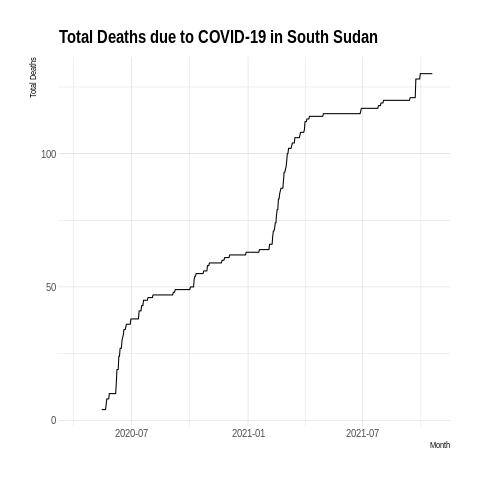 Total Deaths due to COVID-19 in South Sudan
Total Deaths
100
50
0
2020-07
2021-01
2021-07
Month